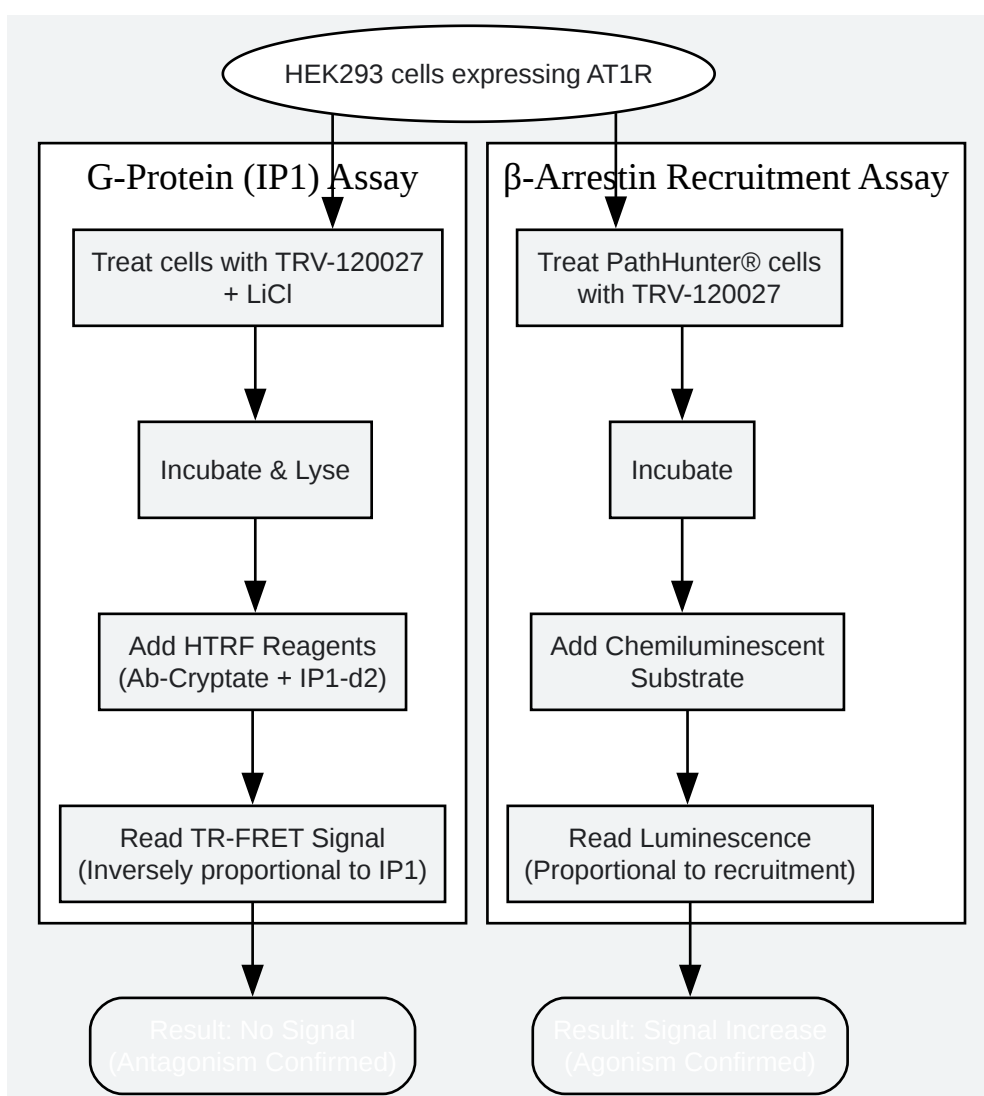 HEK293 cells expressing AT1R
G-Protein (IP1) Assay
Treat cells with TRV-120027
+ LiCl
Incubate & Lyse
Add HTRF Reagents
(Ab-Cryptate + IP1-d2)
Read TR-FRET Signal
(Inversely proportional to IP1)
Result: No Signal
(Antagonism Confirmed)
β-Arrestin Recruitment Assay
Treat PathHunter® cells
with TRV-120027
Incubate
Add Chemiluminescent
Substrate
Read Luminescence
(Proportional to recruitment)
Result: Signal Increase
(Agonism Confirmed)